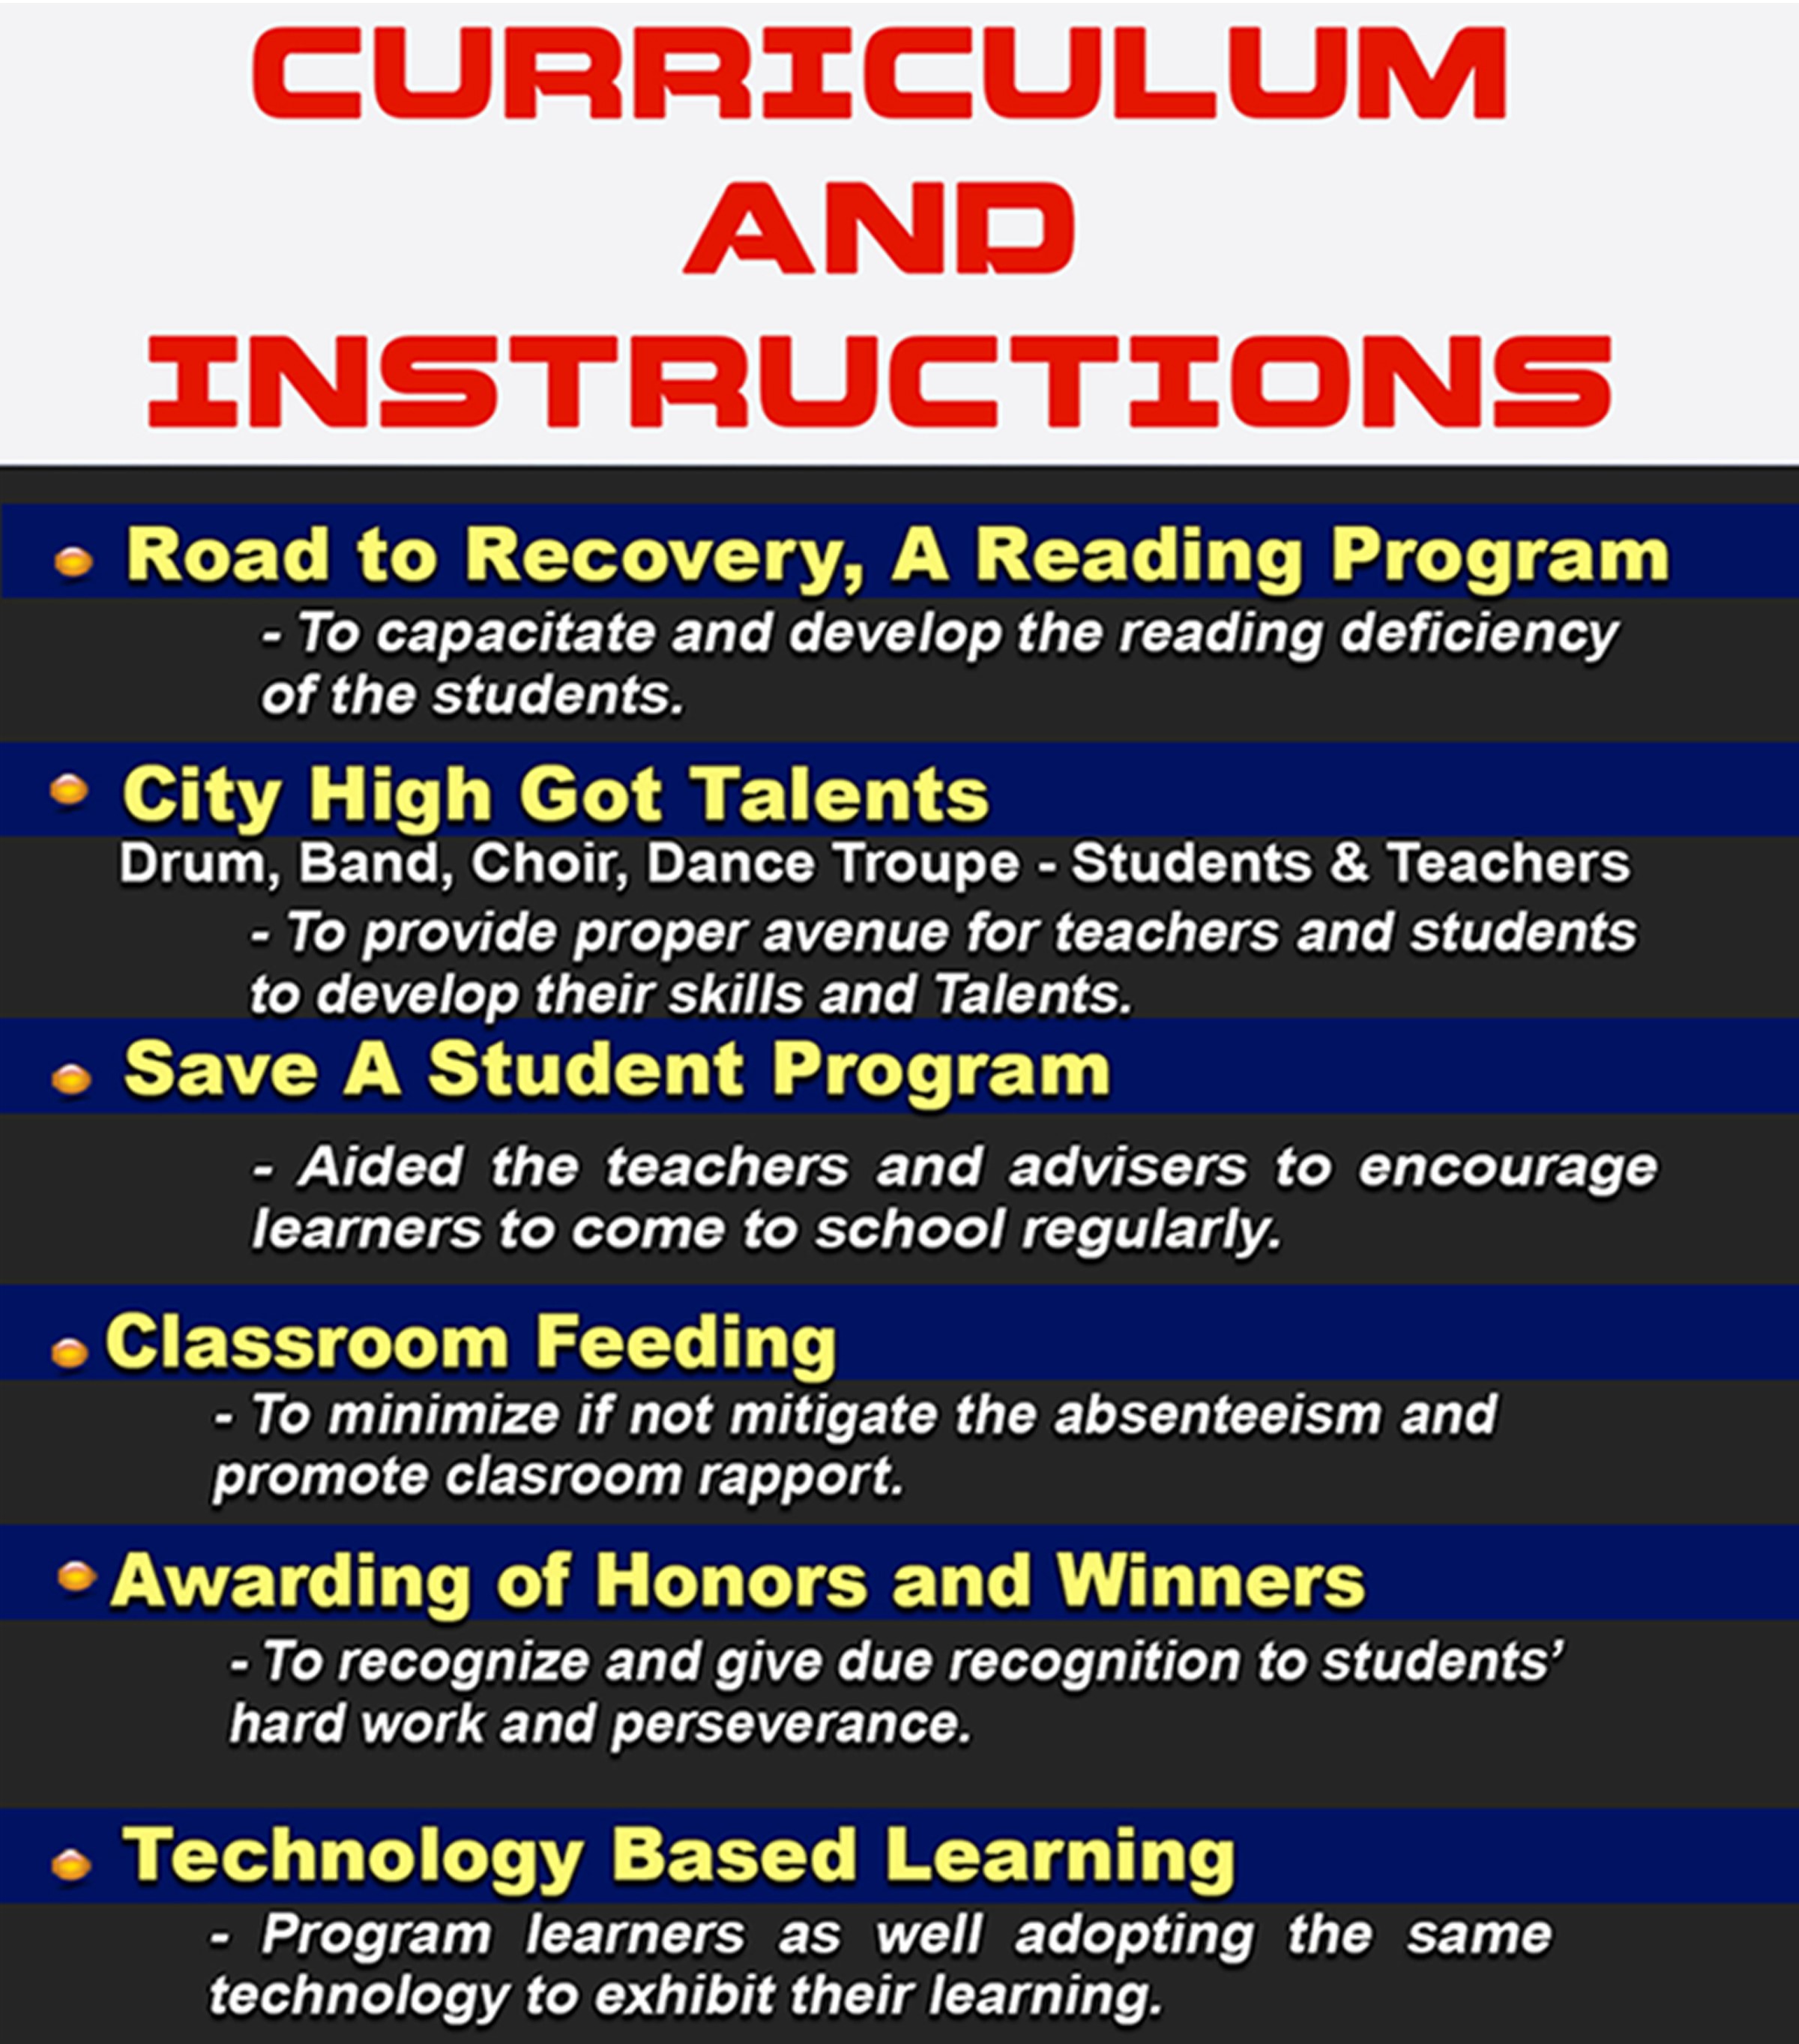 CURRICULUM
AND
INSTRUCTIONS
Road to Recovery, A Reading Program
- To capacitate and develop the reading deficiency
of the students.
City High Got Talents
Drum, Band, Choir, Dance Troupe - Students & Teachers
- To provide proper avenue for teachers and students
to develop their skills and Talents.
Save A Student Program
- Aided the teachers and advisers to encourage
learners to come to school regularly.
Classroom Feeding
- To minimize if not mitigate the absenteeism and
promote clasroom rapport.
Awarding of Honors and Winners
- To recognize and give due recognition to students’
hard work and perseverance.
Technology Based Learning
- Program learners as well adopting the same
technology to exhibit their learning.